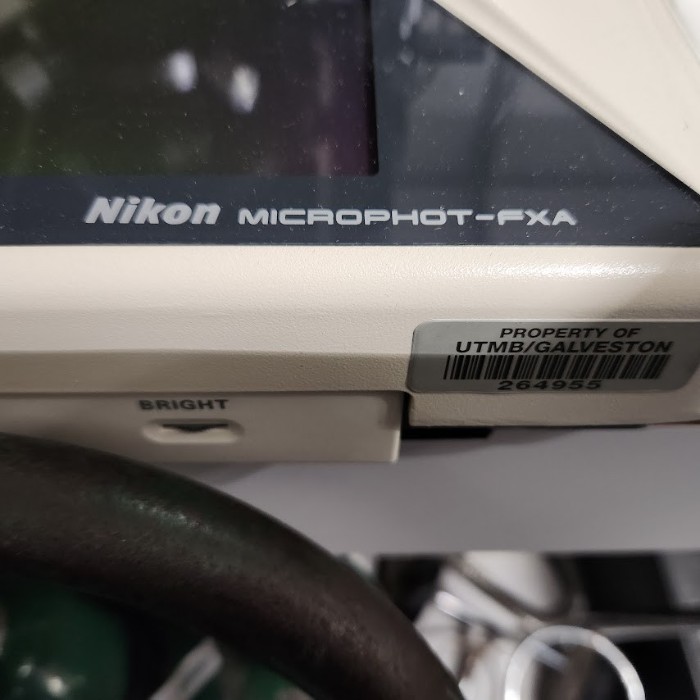 Nikon MICROPHOT-FXA
PROPERTY OF
UTMB/GALVESTON
264955
BRIGHT